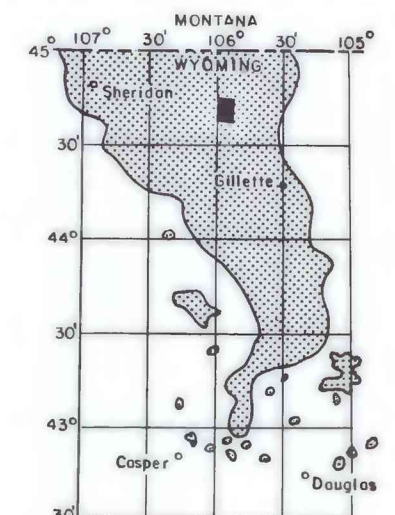 MONTANA
45° 107° 30' 106° 30' 105°
WYOMING
Sheridan
30'
Gillette
44°
30'
43°
Casper
Douglas
30'